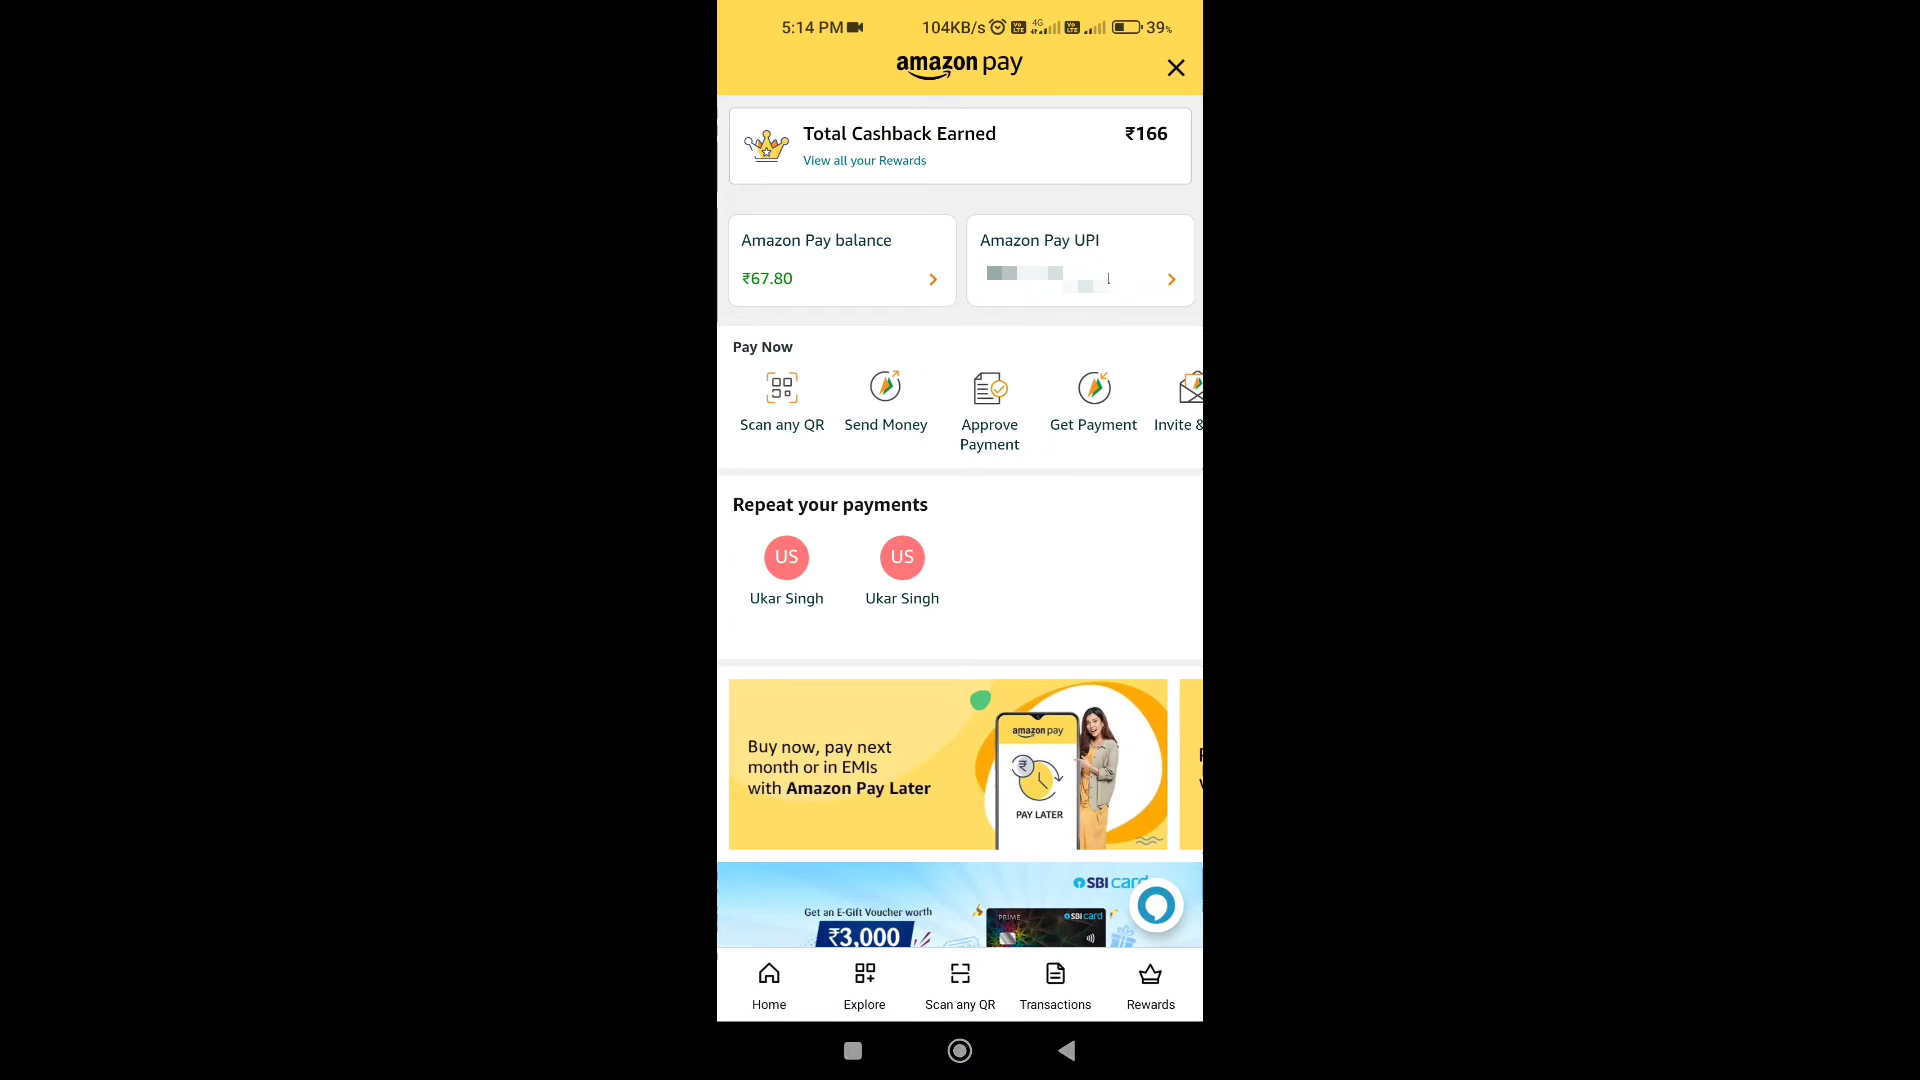 5:14 PM 104KB/s 4G 39%
amazon pay
Total Cashback Earned ₹166
View all your Rewards
Amazon Pay balance
₹67.80
Amazon Pay UPI
Pay Now
Scan any QR
Send Money
Approve
Payment
Get Payment
Invite &
Repeat your payments
US
Ukar Singh
US
Ukar Singh
Buy now, pay next
month or in EMIs
with Amazon Pay Later
amazon pay
₹
PAY LATER
SBI card
Get an E-Gift Voucher worth
₹3,000
PRIME
SBI card
Home
Explore
Scan any QR
Transactions
Rewards